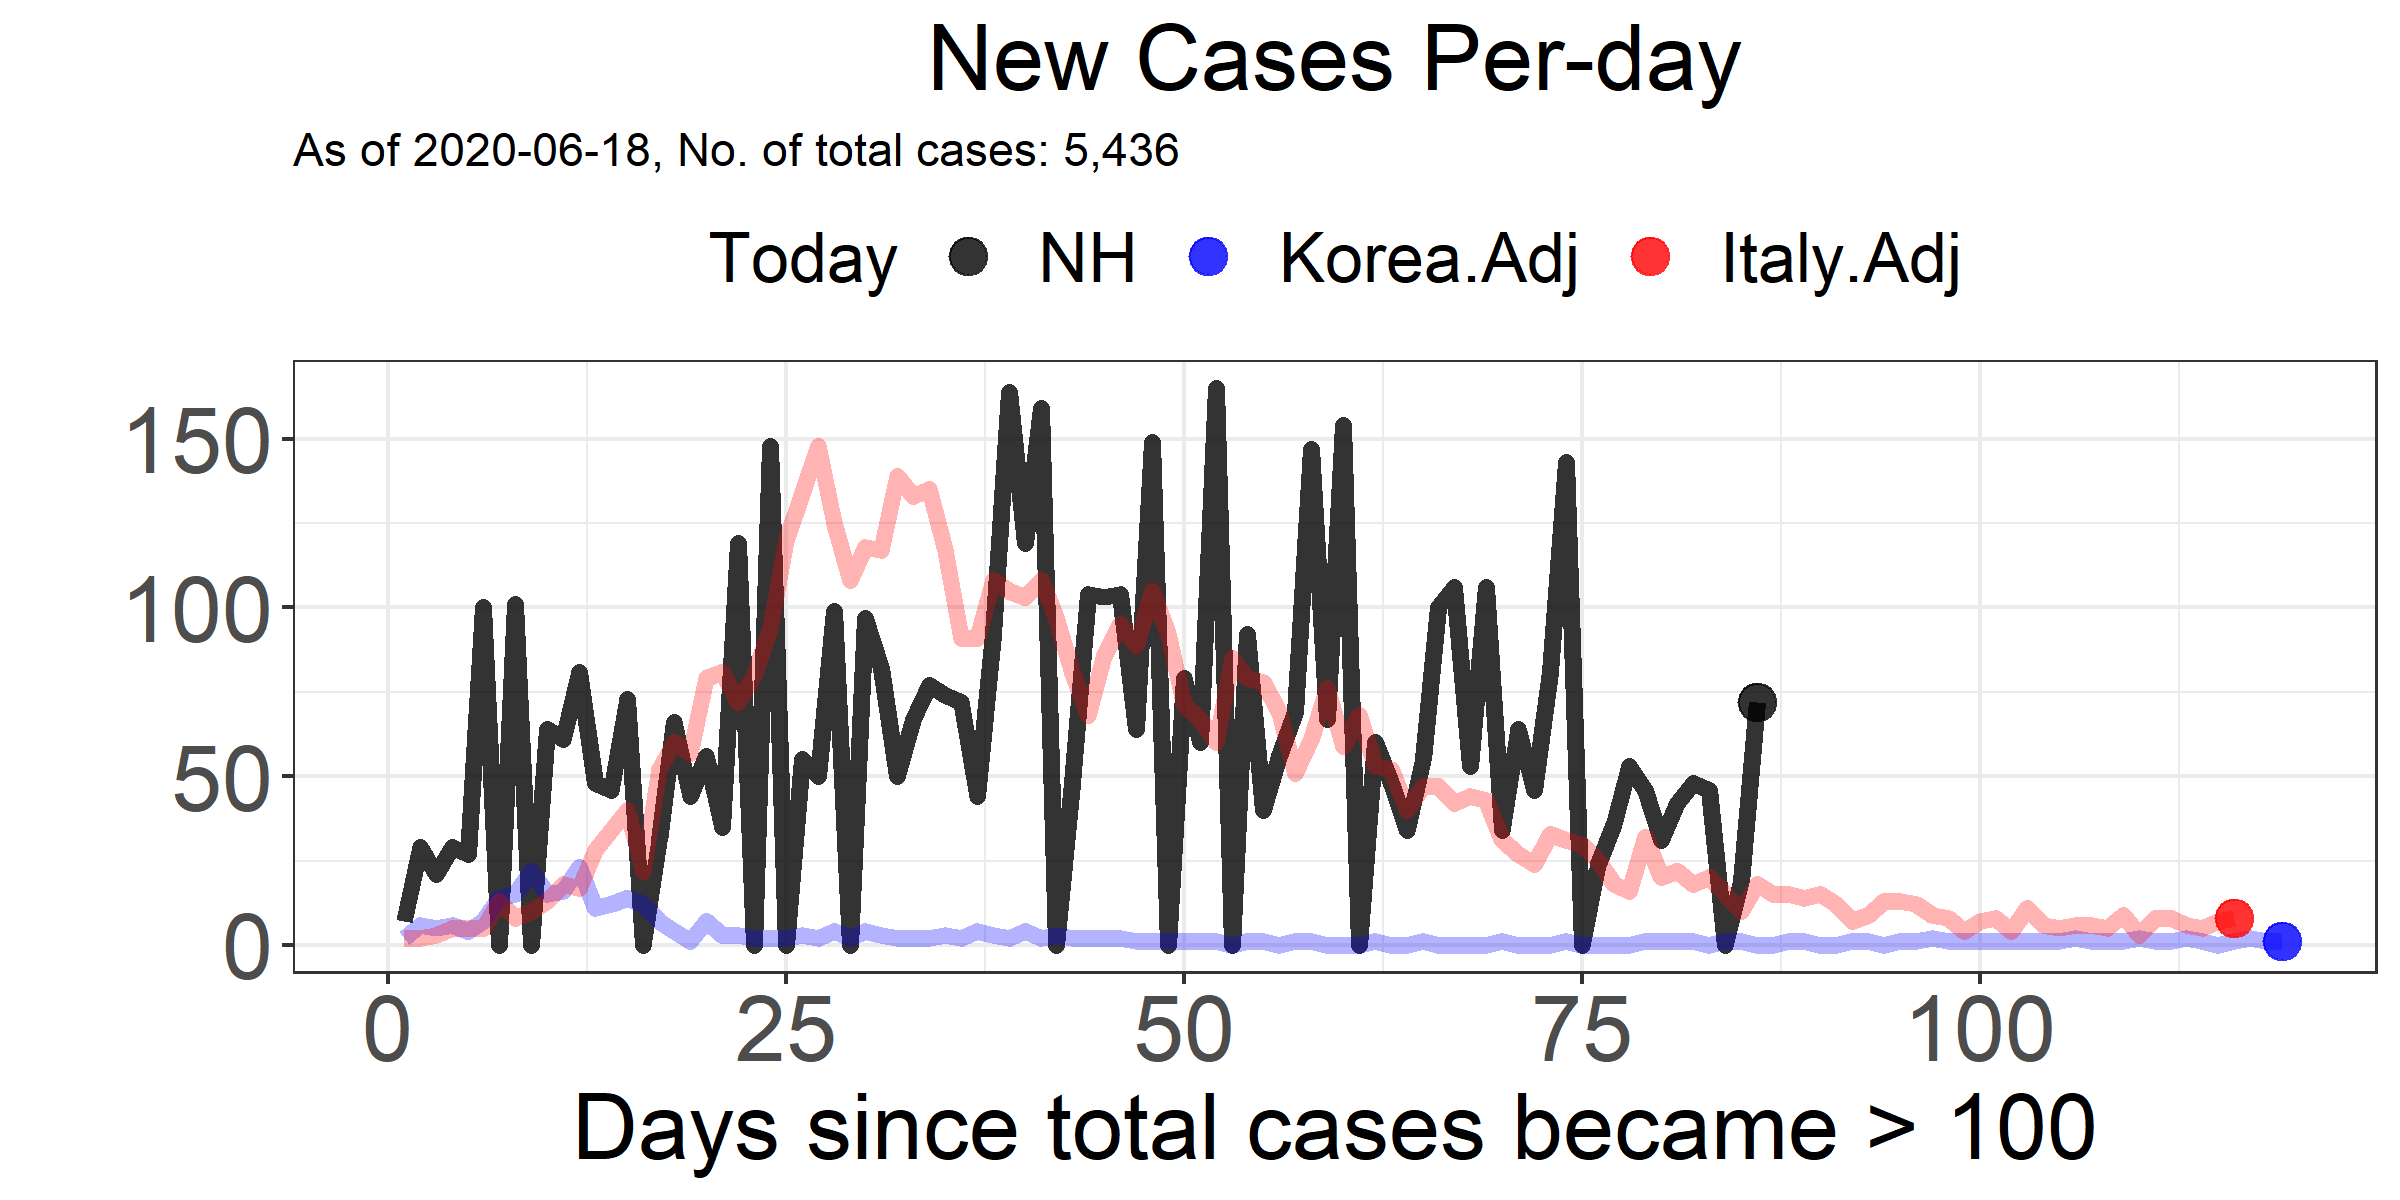 New Cases Per-day
As of 2020-06-18, No. of total cases: 5,436
Today NH Korea.Adj Italy.Adj
150
100
50
0
0 25 50 75 100
Days since total cases became > 100